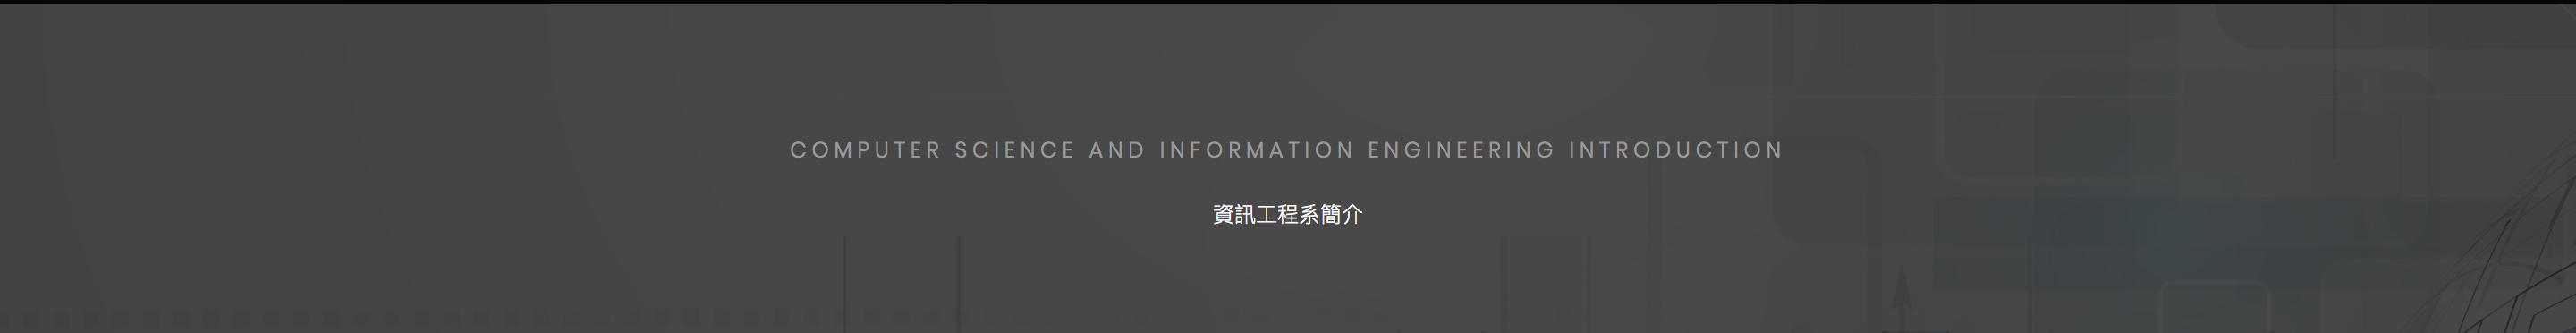 COMPUTER SCIENCE AND INFORMATION ENGINEERING INTRODUCTION
資訊工程系簡介